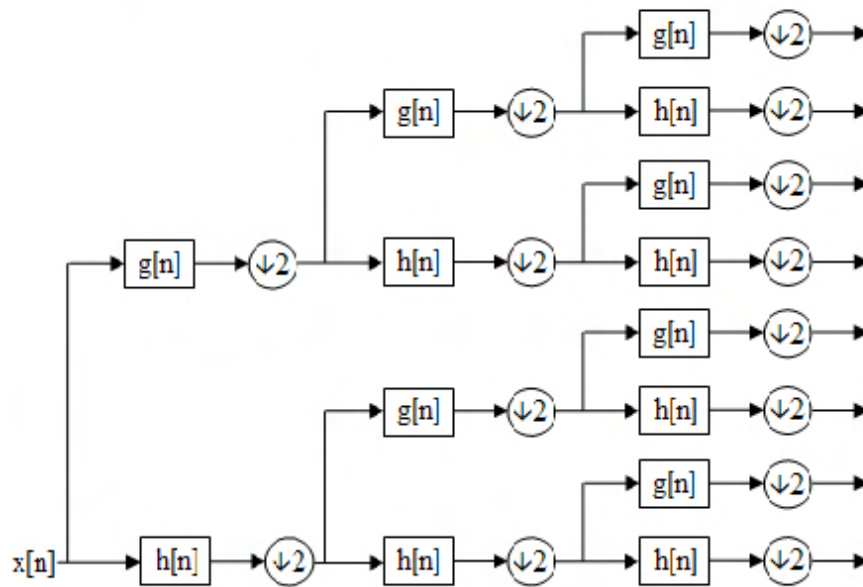 g[n] ↓2
g[n] ↓2 h[n] ↓2
g[n] ↓2
g[n] ↓2 h[n] ↓2 h[n] ↓2
g[n] ↓2
g[n] ↓2 h[n] ↓2
g[n] ↓2
x[n] h[n] ↓2 h[n] ↓2 h[n] ↓2